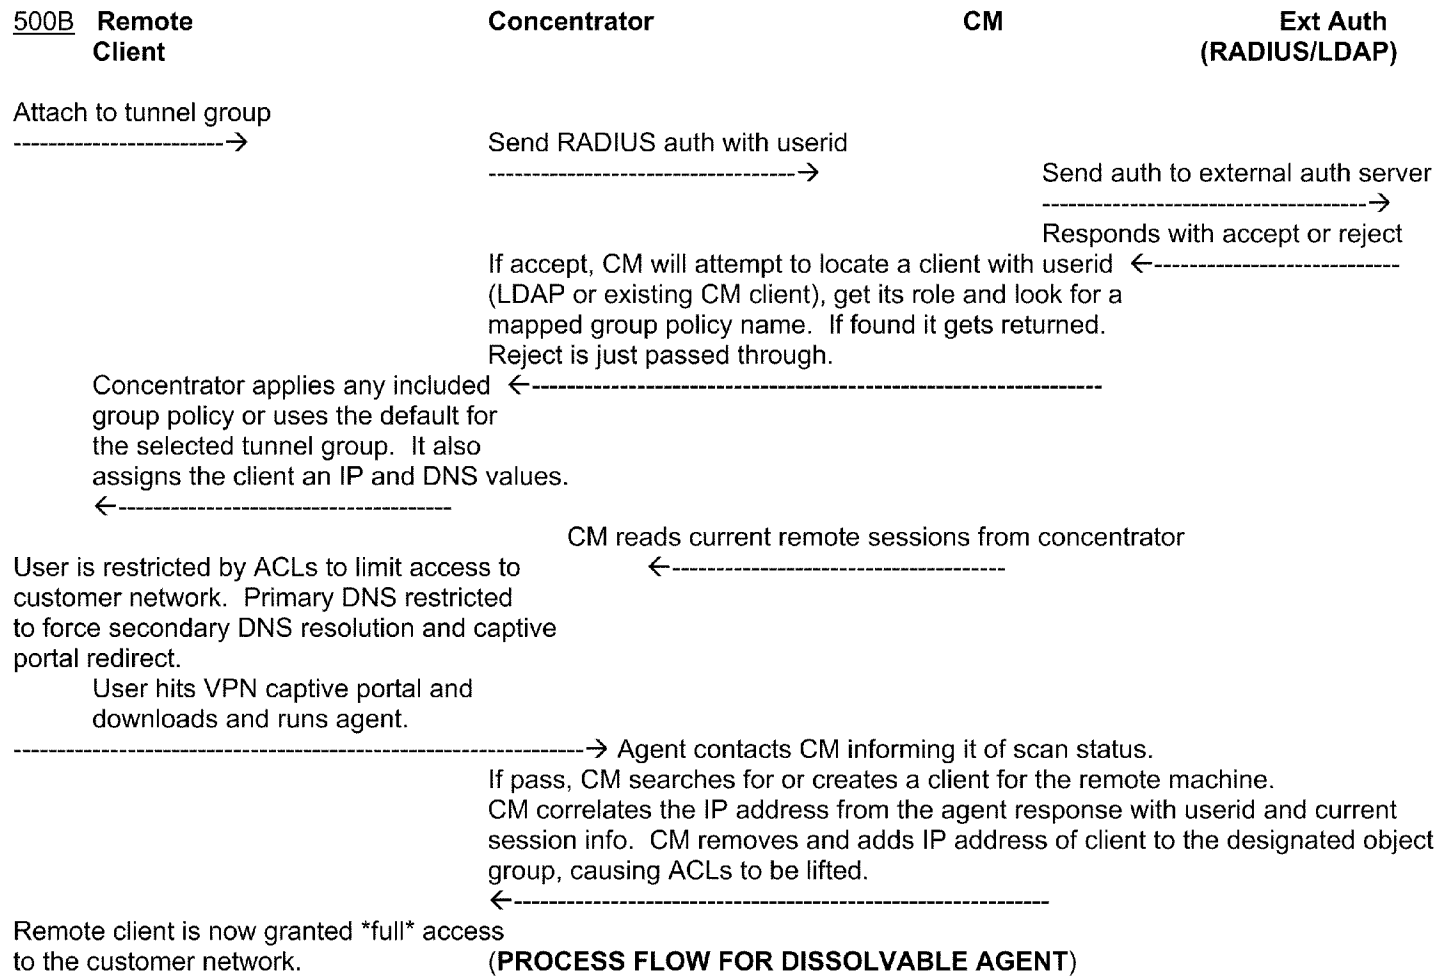 500B Remote Client Concentrator CM Ext Auth (RADIUS/LDAP)
Attach to tunnel group
------------------------→ Send RADIUS auth with userid
-----------------------------------→ Send auth to external auth server
-------------------------------------→
Responds with accept or reject
If accept, CM will attempt to locate a client with userid ←----------------------------
(LDAP or existing CM client), get its role and look for a
mapped group policy name. If found it gets returned.
Reject is just passed through.
Concentrator applies any included ←-----------------------------------------------------------------
group policy or uses the default for
the selected tunnel group. It also
assigns the client an IP and DNS values.
←--------------------------------------
CM reads current remote sessions from concentrator
User is restricted by ACLs to limit access to ←--------------------------------------
customer network. Primary DNS restricted
to force secondary DNS resolution and captive
portal redirect.
User hits VPN captive portal and
downloads and runs agent.
-----------------------------------------------------------------→ Agent contacts CM informing it of scan status.
If pass, CM searches for or creates a client for the remote machine.
CM correlates the IP address from the agent response with userid and current
session info. CM removes and adds IP address of client to the designated object
group, causing ACLs to be lifted.
←-------------------------------------------------------------
Remote client is now granted *full* access
to the customer network. (PROCESS FLOW FOR DISSOLVABLE AGENT)